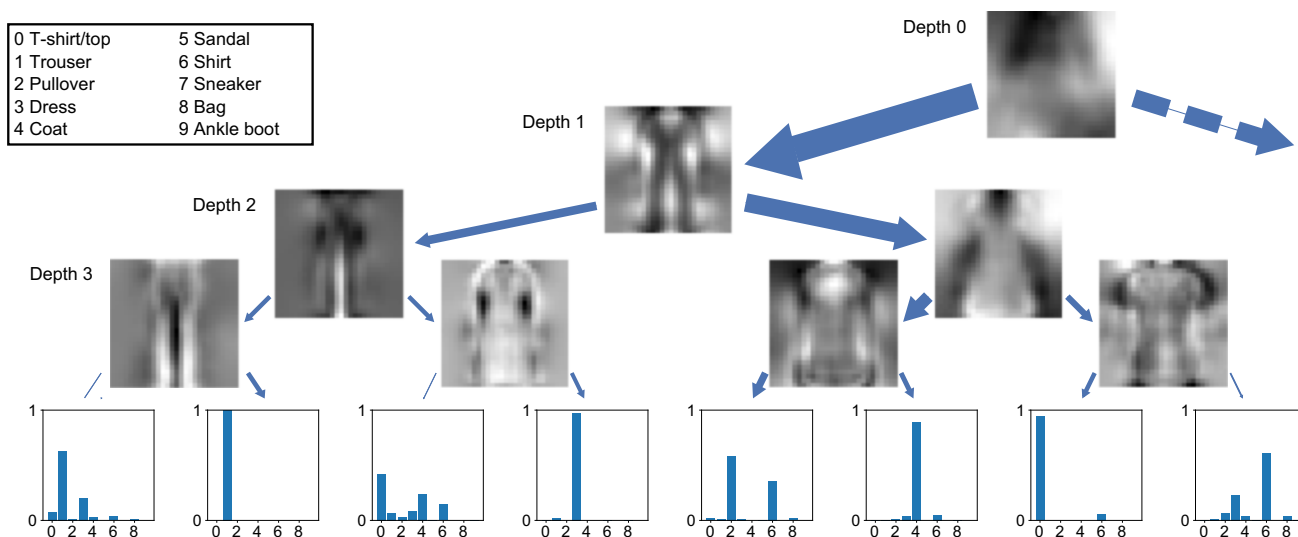 0 T-shirt/top 5 Sandal
1 Trouser 6 Shirt
2 Pullover 7 Sneaker
3 Dress 8 Bag
4 Coat 9 Ankle boot
Depth 0
Depth 1
Depth 2
Depth 3
1 1 1 1 1 1 1 1
0 0 0 0 0 0 0 0
0 2 4 6 8 0 2 4 6 8 0 2 4 6 8 0 2 4 6 8 0 2 4 6 8 0 2 4 6 8 0 2 4 6 8 0 2 4 6 8